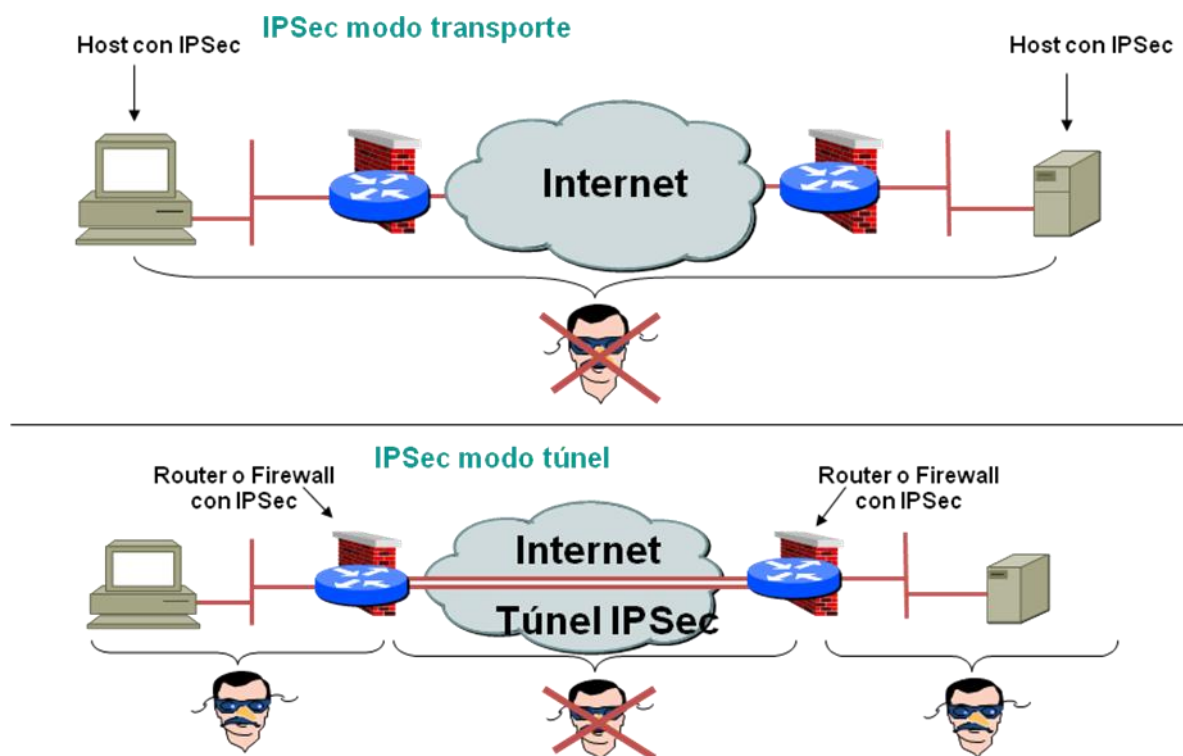 IPSec modo transporte
Host con IPSec
Host con IPSec
Internet
IPSec modo túnel
Router o Firewall
con IPSec
Router o Firewall
con IPSec
Internet
Túnel IPSec